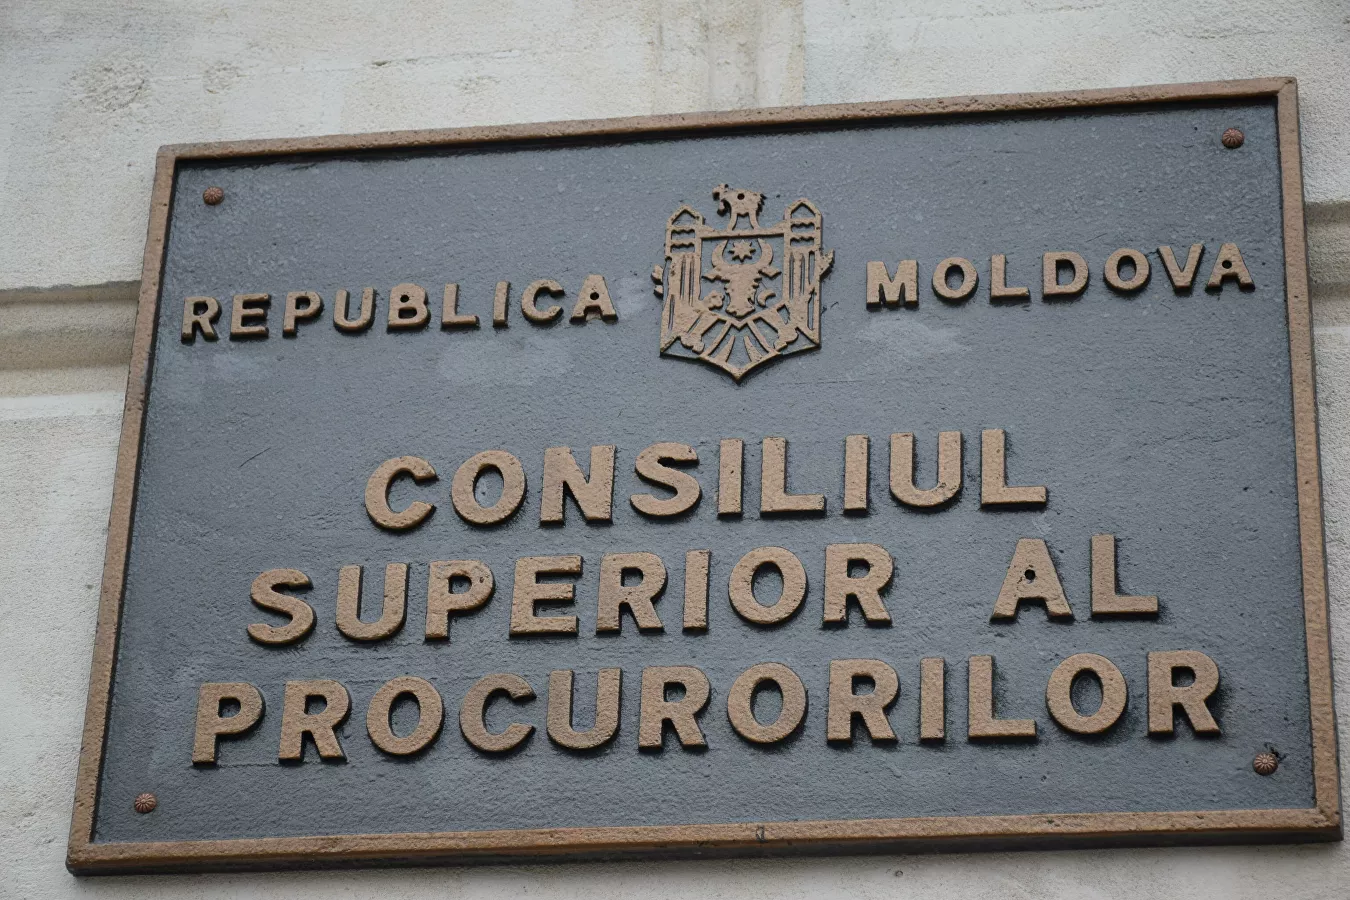 REPUBLICA MOLDOVA
CONSILIUL
SUPERIOR AL
PROCURORILOR